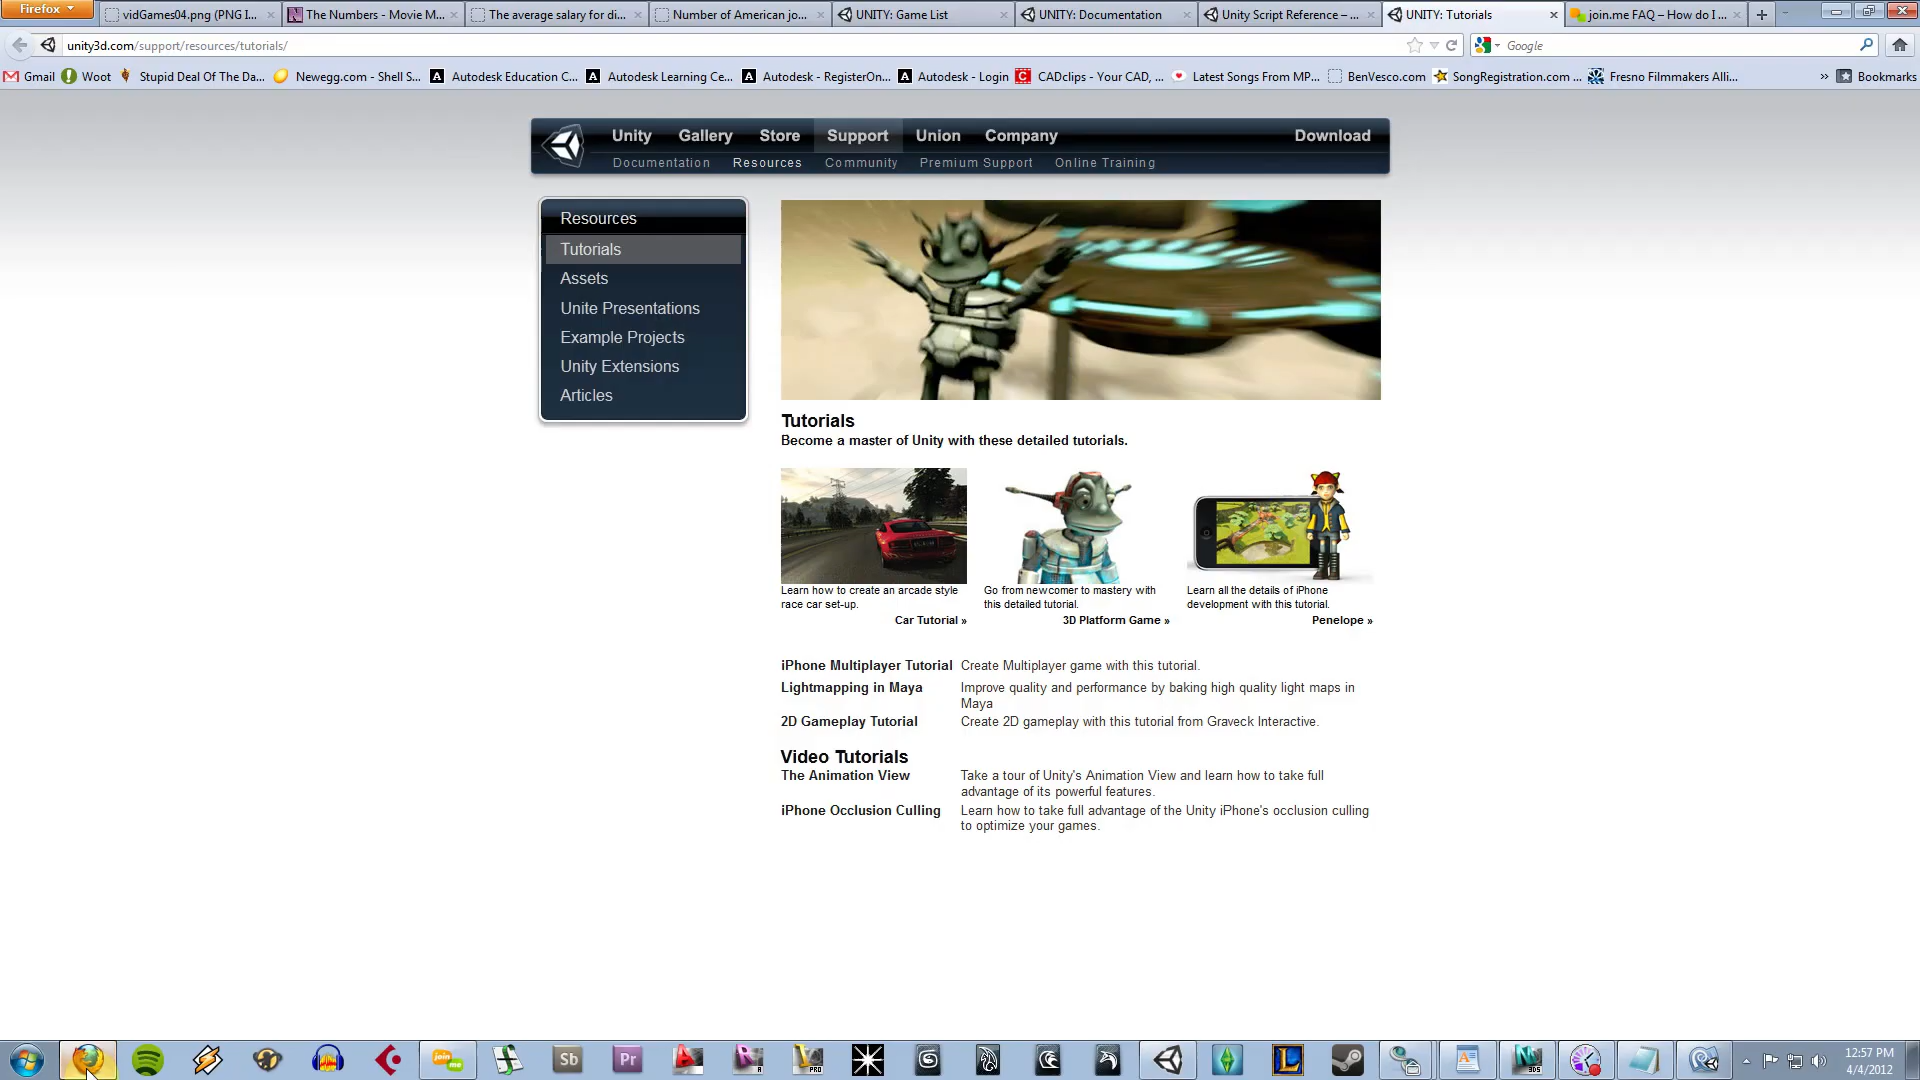 Firefox
vidGames04.png (PNG I...
The Numbers - Movie M...
The average salary for di...
Number of American jo...
UNITY: Game List
UNITY: Documentation
Unity Script Reference – ...
UNITY: Tutorials
join.me FAQ – How do I ...
unity3d.com/support/resources/tutorials/
Google
Gmail
Woot
Stupid Deal Of The Da...
Newegg.com - Shell S...
Autodesk Education C...
Autodesk Learning Ce...
Autodesk - RegisterOn...
Autodesk - Login
CADclips - Your CAD, ...
Latest Songs From MP...
BenVesco.com
SongRegistration.com ...
Fresno Filmmakers Alli...
»
Bookmarks
Unity Gallery Store Support Union Company Download
Documentation Resources Community Premium Support Online Training
Resources
Tutorials
Assets
Unite Presentations
Example Projects
Unity Extensions
Articles
Tutorials
Become a master of Unity with these detailed tutorials.
Learn how to create an arcade style
race car set-up.
Car Tutorial »
Go from newcomer to mastery with
this detailed tutorial.
3D Platform Game »
Learn all the details of iPhone
development with this tutorial.
Penelope »
iPhone Multiplayer Tutorial Create Multiplayer game with this tutorial.
Lightmapping in Maya Improve quality and performance by baking high quality light maps in
Maya
2D Gameplay Tutorial Create 2D gameplay with this tutorial from Graveck Interactive.
Video Tutorials
The Animation View Take a tour of Unity's Animation View and learn how to take full
advantage of its powerful features.
iPhone Occlusion Culling Learn how to take full advantage of the Unity iPhone's occlusion culling
to optimize your games.
join me
Sb
Pr
PRO
L
3DS
12:57 PM
4/4/2012